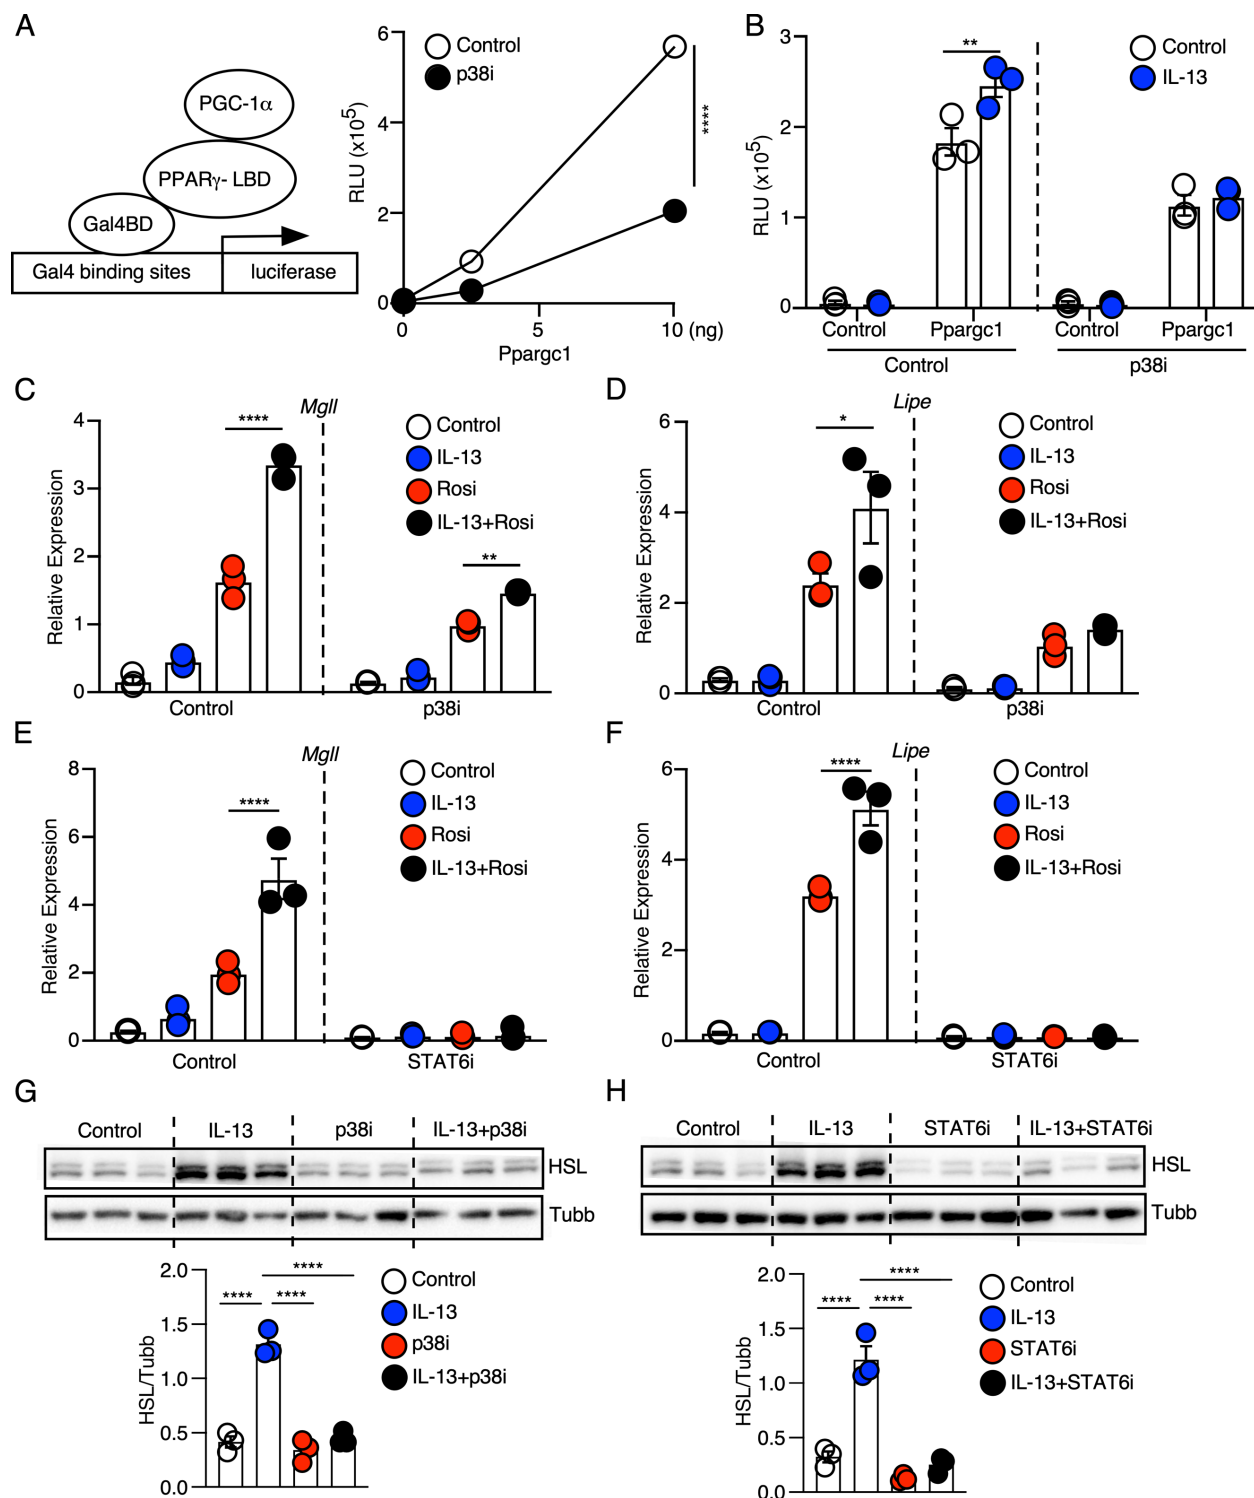 A
PGC-1α
PPARγ- LBD
Gal4BD
Gal4 binding sites
luciferase
RLU (x10⁵)
6
4
2
0
Control
p38i
****
0
5
10 (ng)
Ppargc1
B
RLU (x10⁵)
3
2
1
0
**
Control
IL-13
Control
Ppargc1
Control
Ppargc1
Control
p38i
C
Mgll
Relative Expression
4
3
2
1
0
****
**
Control
IL-13
Rosi
IL-13+Rosi
Control
p38i
D
Lipe
Relative Expression
6
4
2
0
*
Control
IL-13
Rosi
IL-13+Rosi
Control
p38i
E
Mgll
Relative Expression
8
6
4
2
0
****
Control
IL-13
Rosi
IL-13+Rosi
Control
STAT6i
F
Lipe
Relative Expression
6
4
2
0
****
Control
IL-13
Rosi
IL-13+Rosi
Control
STAT6i
G
Control
IL-13
p38i
IL-13+p38i
HSL
Tubb
HSL/Tubb
2.0
1.5
1.0
0.5
0.0
****
****
****
Control
IL-13
p38i
IL-13+p38i
H
Control
IL-13
STAT6i
IL-13+STAT6i
HSL
Tubb
HSL/Tubb
2.0
1.5
1.0
0.5
0.0
****
****
****
Control
IL-13
STAT6i
IL-13+STAT6i